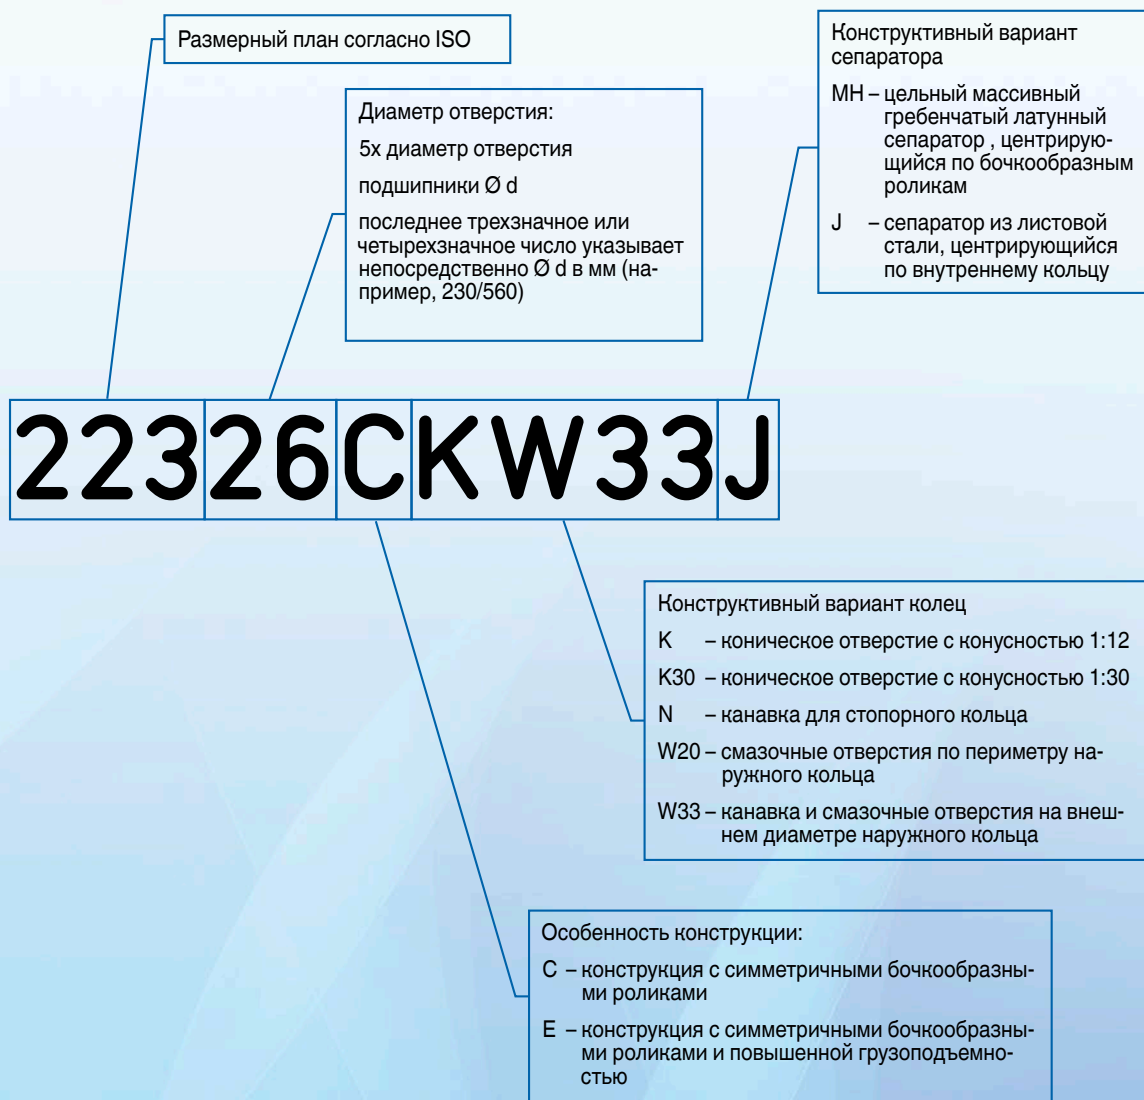 Размерный план согласно ISO
Диаметр отверстия:
5x диаметр отверстия
подшипники Ø d
последнее трехзначное или
четырехзначное число указывает
непосредственно Ø d в мм (на-
пример, 230/560)
Конструктивный вариант
сепаратора
MH – цельный массивный
гребенчатый латунный
сепаратор , центрирую-
щийся по бочкообразным
роликам
J – сепаратор из листовой
стали, центрирующийся
по внутреннему кольцу
22326CKW33J
Конструктивный вариант колец
K – коническое отверстие с конусностью 1:12
K30 – коническое отверстие с конусностью 1:30
N – канавка для стопорного кольца
W20 – смазочные отверстия по периметру на-
ружного кольца
W33 – канавка и смазочные отверстия на внеш-
нем диаметре наружного кольца
Особенность конструкции:
C – конструкция с симметричными бочкообразны-
ми роликами
E – конструкция с симметричными бочкообразны-
ми роликами и повышенной грузоподъемно-
стью